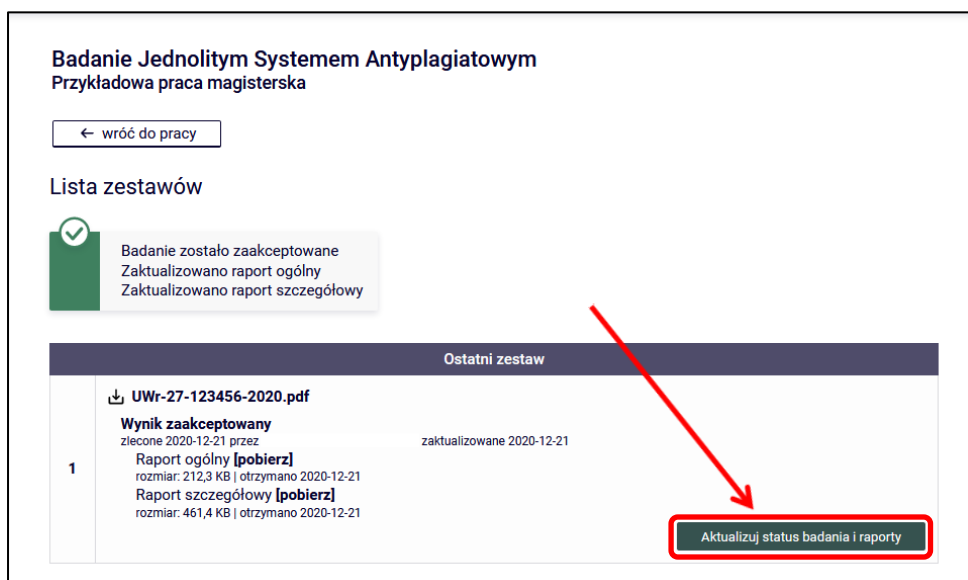 Badanie Jednolitym Systemem Antyplagiatowym
Przykładowa praca magisterska
← wróć do pracy
Lista zestawów
Badanie zostało zaakceptowane
Zaktualizowano raport ogólny
Zaktualizowano raport szczegółowy
Ostatni zestaw
UWr-27-123456-2020.pdf
Wynik zaakceptowany
zlecone 2020-12-21 przez zaktualizowane 2020-12-21
1
Raport ogólny [pobierz]
rozmiar: 212,3 KB | otrzymano 2020-12-21
Raport szczegółowy [pobierz]
rozmiar: 461,4 KB | otrzymano 2020-12-21
Aktualizuj status badania i raporty